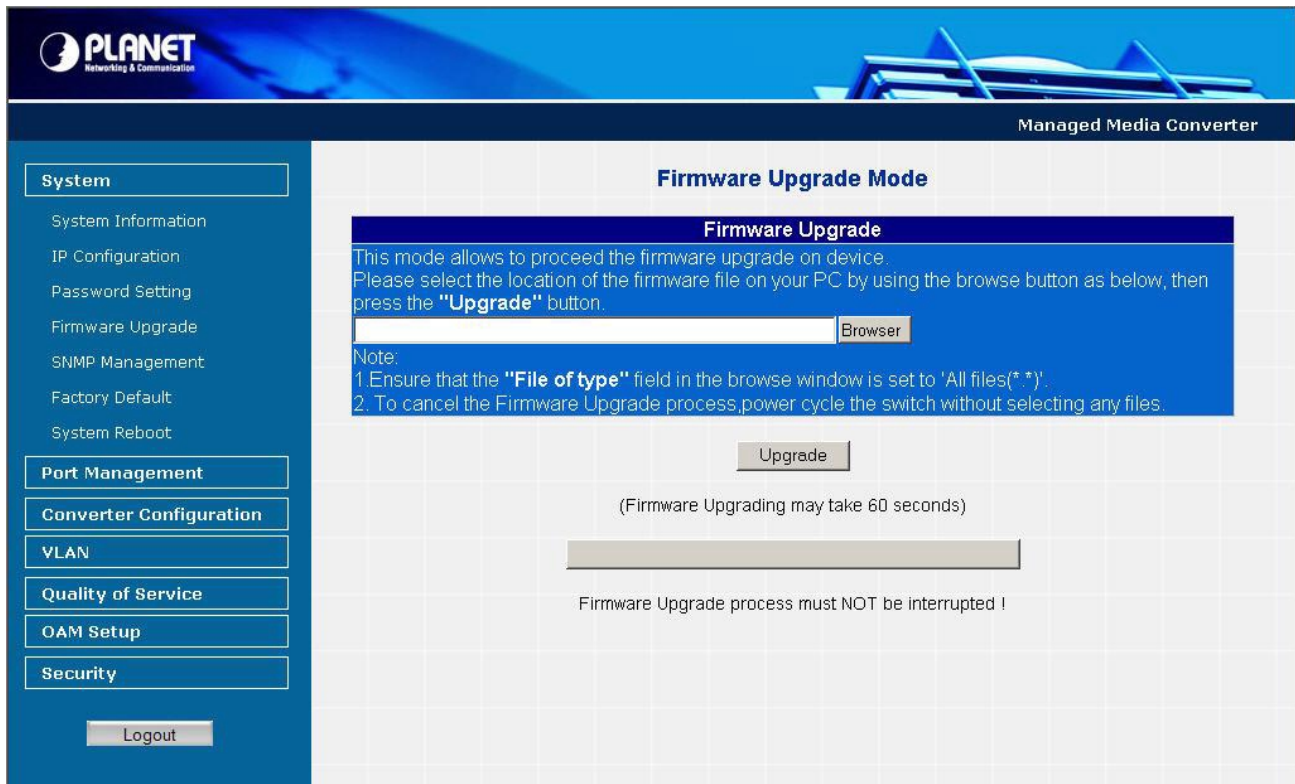 PLANET
Networking & Communication
Managed Media Converter
System
System Information
IP Configuration
Password Setting
Firmware Upgrade
SNMP Management
Factory Default
System Reboot
Port Management
Converter Configuration
VLAN
Quality of Service
OAM Setup
Security
Logout
Firmware Upgrade Mode
Firmware Upgrade
This mode allows to proceed the firmware upgrade on device.
Please select the location of the firmware file on your PC by using the browse button as below, then
press the "Upgrade" button.
Browser
Note:
1.Ensure that the "File of type" field in the browse window is set to 'All files(*.*)'.
2. To cancel the Firmware Upgrade process,power cycle the switch without selecting any files.
Upgrade
(Firmware Upgrading may take 60 seconds)
Firmware Upgrade process must NOT be interrupted !